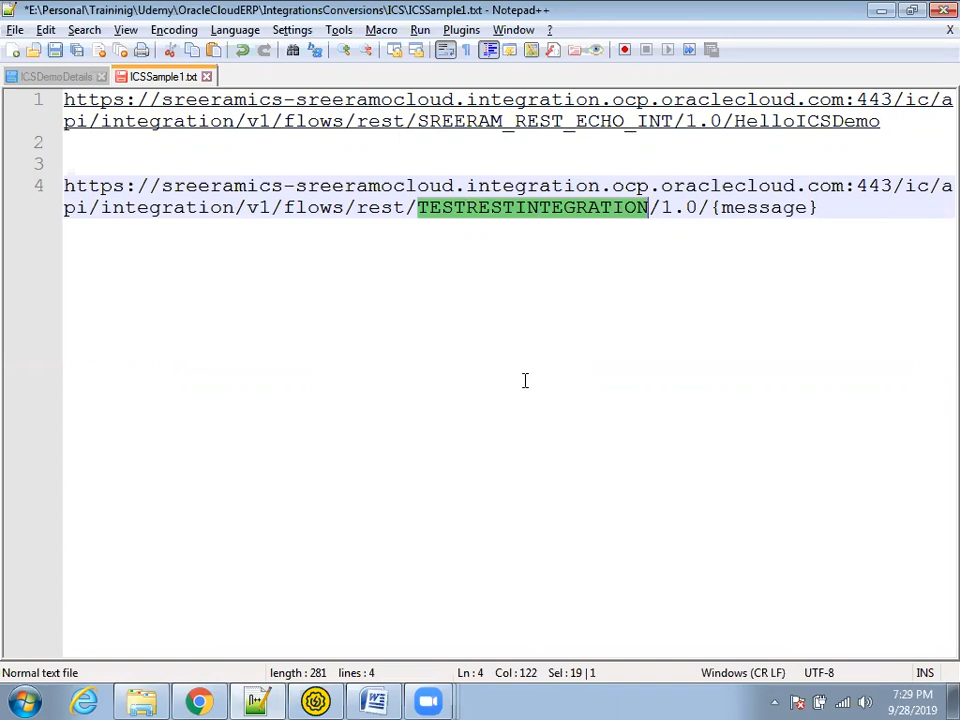 *E:\Personal\Traininig\Udemy\OracleCloudERP\IntegrationsConversions\ICS\ICSSample1.txt - Notepad++
File Edit Search View Encoding Language Settings Tools Macro Run Plugins Window ? X
ICSDemoDetails ICSSample1.txt
1 https://sreeramics-sreeramocloud.integration.ocp.oraclecloud.com:443/ic/a
pi/integration/v1/flows/rest/SREERAM_REST_ECHO_INT/1.0/HelloICSDemo
2
3
4 https://sreeramics-sreeramocloud.integration.ocp.oraclecloud.com:443/ic/a
pi/integration/v1/flows/rest/TESTRESTINTEGRATION/1.0/{message}
Normal text file length : 281 lines : 4 Ln : 4 Col : 122 Sel : 19 | 1 Windows (CR LF) UTF-8 INS
7:29 PM
9/28/2019